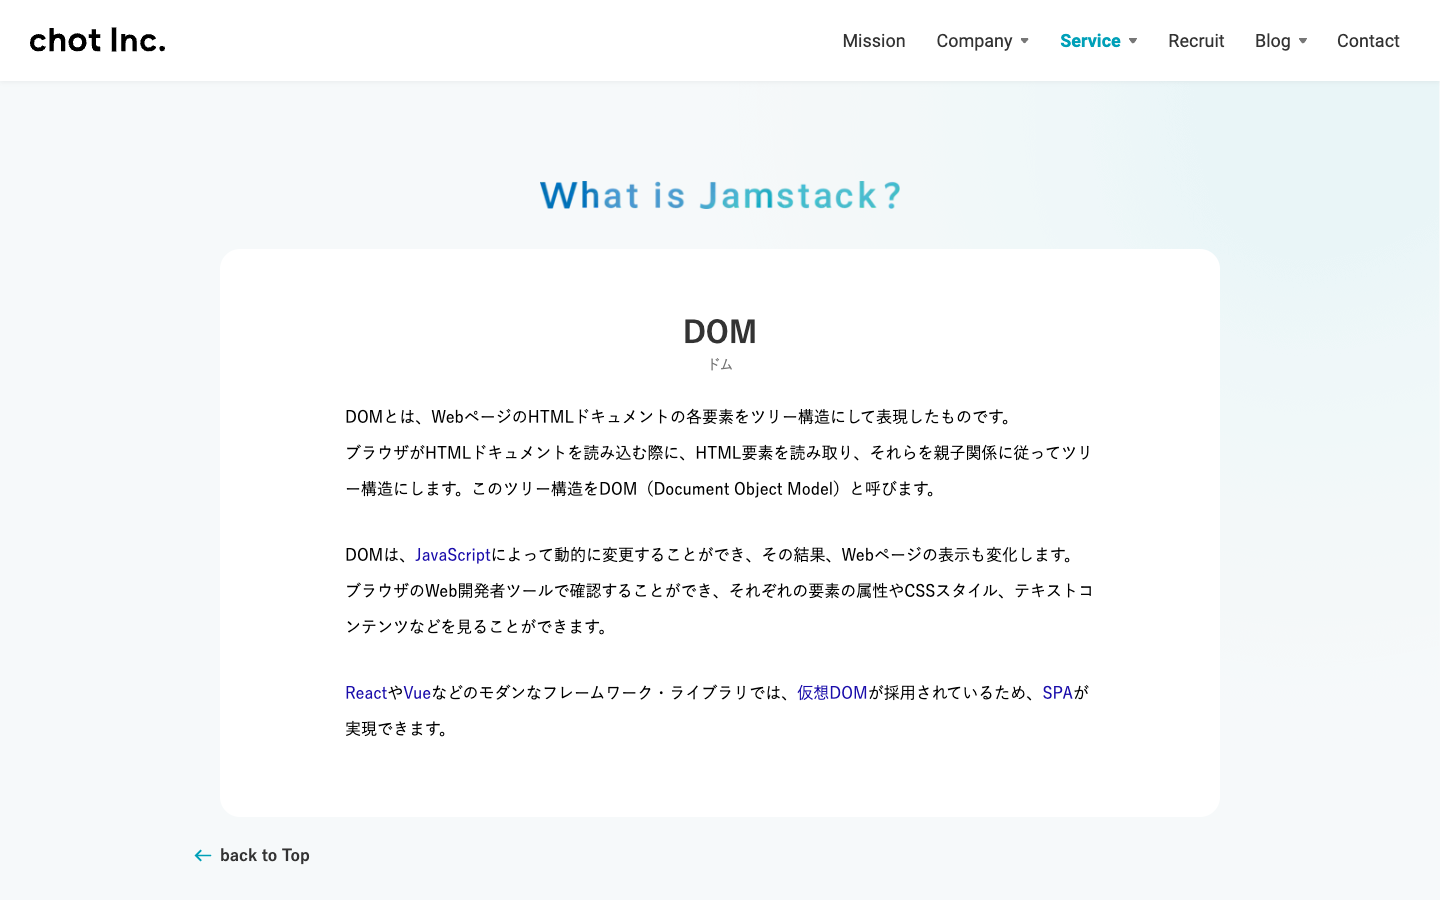 chot Inc.
Mission Company Service Recruit Blog Contact
What is Jamstack?
DOM
ドム
DOMとは、WebページのHTMLドキュメントの各要素をツリー構造にして表現したものです。
ブラウザがHTMLドキュメントを読み込む際に、HTML要素を読み取り、それらを親子関係に従ってツリ
ー構造にします。このツリー構造をDOM（Document Object Model）と呼びます。
DOMは、JavaScriptによって動的に変更することができ、その結果、Webページの表示も変化します。
ブラウザのWeb開発者ツールで確認することができ、それぞれの要素の属性やCSSスタイル、テキストコ
ンテンツなどを見ることができます。
ReactやVueなどのモダンなフレームワーク・ライブラリでは、仮想DOMが採用されているため、SPAが
実現できます。
back to Top